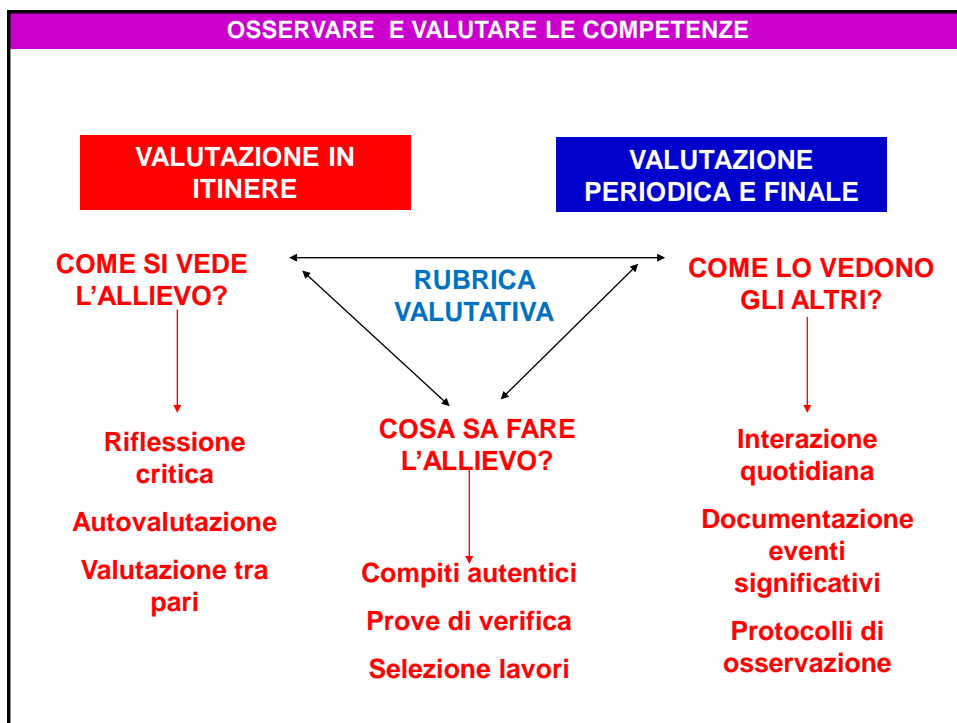 OSSERVARE E VALUTARE LE COMPETENZE
VALUTAZIONE IN
ITINERE
VALUTAZIONE
PERIODICA E FINALE
COME SI VEDE
L’ALLIEVO?
RUBRICA
VALUTATIVA
COME LO VEDONO
GLI ALTRI?
COSA SA FARE
L’ALLIEVO?
Riflessione
critica
Autovalutazione
Valutazione tra
pari
Compiti autentici
Prove di verifica
Selezione lavori
Interazione
quotidiana
Documentazione
eventi
significativi
Protocolli di
osservazione